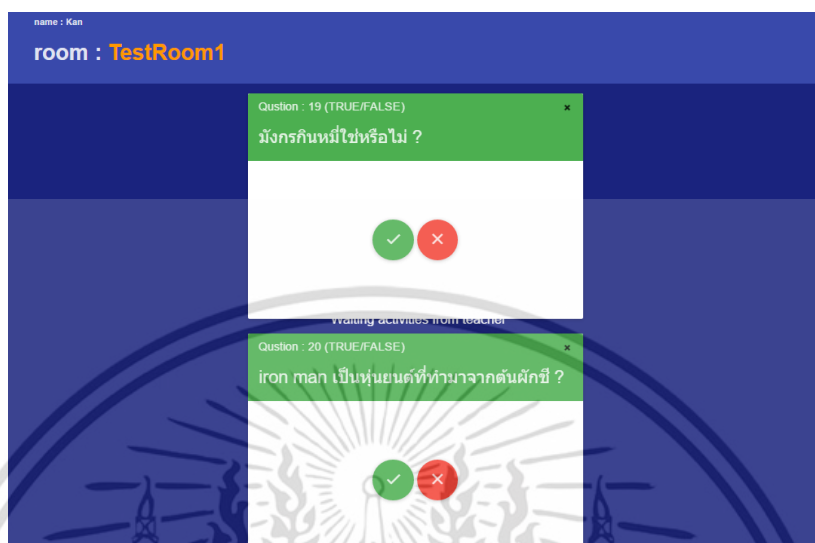 name : Kan
room : TestRoom1
Qustion : 19 (TRUE/FALSE)
×
มังกรกินหมี่ใช่หรือไม่ ?
Waiting activities from teacher
Qustion : 20 (TRUE/FALSE)
×
iron man เป็นหุ่นยนต์ที่ทำมาจากต้นผักชี ?